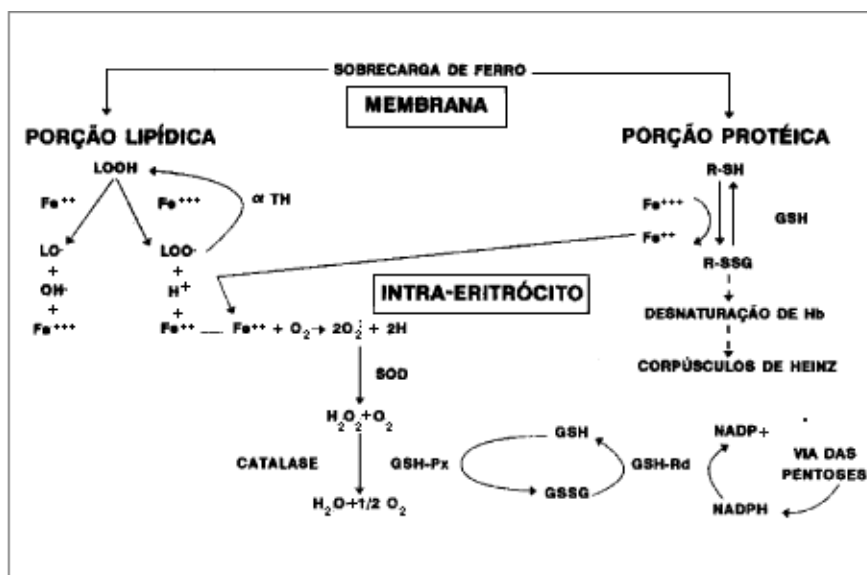 SOBRECARGA DE FERRO
MEMBRANA
PORÇÃO LIPÍDICA
PORÇÃO PROTÉICA
LOOH
R-SH
Fe++
Fe+++
α TH
Fe+++
GSH
Fe++
LO·
LOO·
R-SSG
+
+
OH·
H+
INTRA-ERITRÓCITO
+
+
DESNATURAÇÃO DE Hb
Fe+++
Fe++
Fe++ + O2 → 2O2 + 2H
CORPÚSCULOS DE HEINZ
SOD
H2O2+O2
GSH
NADP+
CATALASE
GSH-Px
GSH-Rd
VIA DAS
PENTOSES
GSSG
NADPH
H2O+1/2 O2